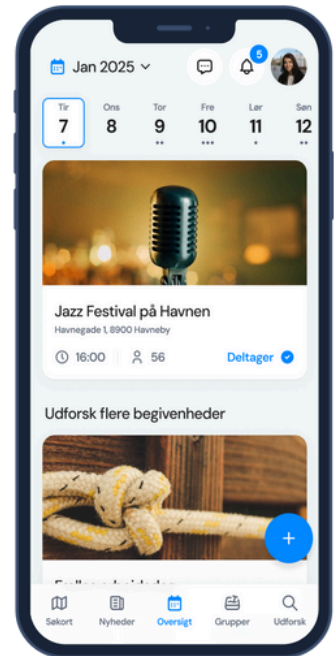 Jan 2025
5
Tir Ons Tor Fre Lør Søn
7 8 9 10 11 12
Jazz Festival på Havnen
Havnegade 1, 8900 Havneby
16:00 56 Deltager
Udforsk flere begivenheder
Søkort Nyheder Oversigt Grupper Udforsk